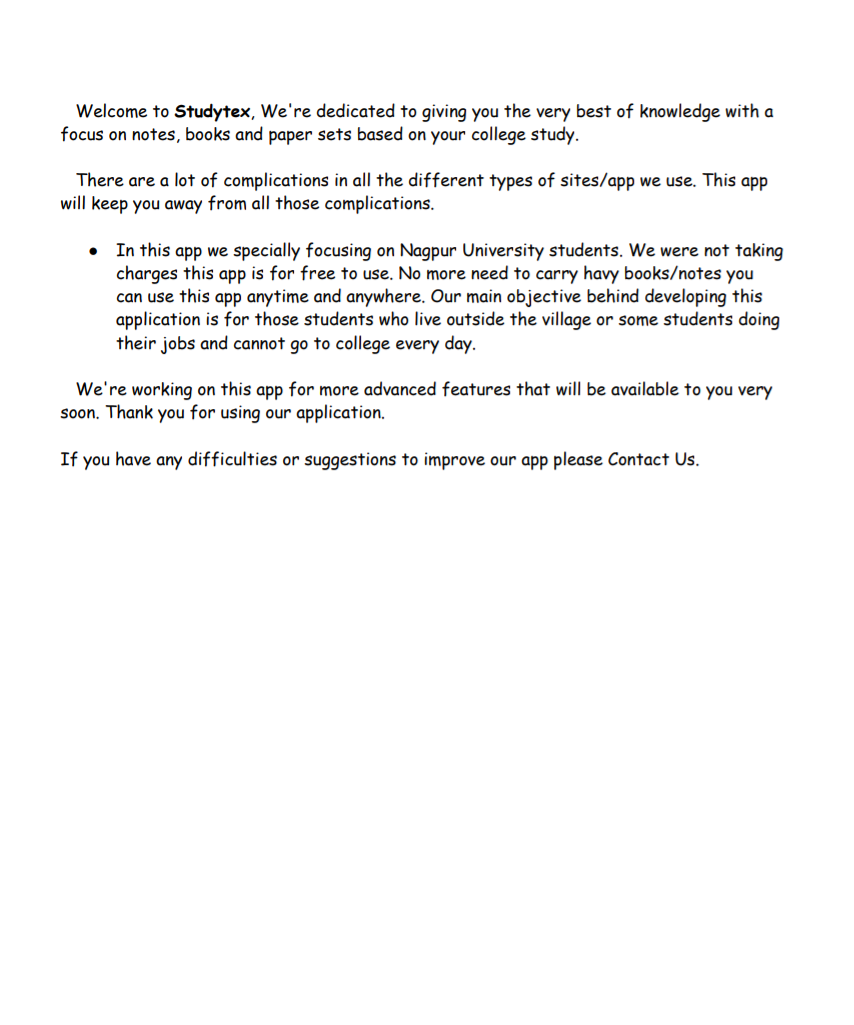 Welcome to Studytex, We're dedicated to giving you the very best of knowledge with a
focus on notes, books and paper sets based on your college study.
There are a lot of complications in all the different types of sites/app we use. This app
will keep you away from all those complications.
● In this app we specially focusing on Nagpur University students. We were not taking
charges this app is for free to use. No more need to carry havy books/notes you
can use this app anytime and anywhere. Our main objective behind developing this
application is for those students who live outside the village or some students doing
their jobs and cannot go to college every day.
We're working on this app for more advanced features that will be available to you very
soon. Thank you for using our application.
If you have any difficulties or suggestions to improve our app please Contact Us.